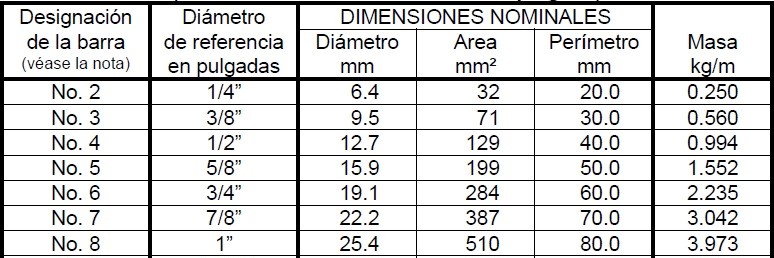 Designación de la barra (véase la nota) | Diámetro de referencia en pulgadas | DIMENSIONES NOMINALES | Masa kg/m
Diámetro mm | Area mm² | Perímetro mm
No. 2 | 1/4” | 6.4 | 32 | 20.0 | 0.250
No. 3 | 3/8” | 9.5 | 71 | 30.0 | 0.560
No. 4 | 1/2” | 12.7 | 129 | 40.0 | 0.994
No. 5 | 5/8” | 15.9 | 199 | 50.0 | 1.552
No. 6 | 3/4” | 19.1 | 284 | 60.0 | 2.235
No. 7 | 7/8” | 22.2 | 387 | 70.0 | 3.042
No. 8 | 1” | 25.4 | 510 | 80.0 | 3.973